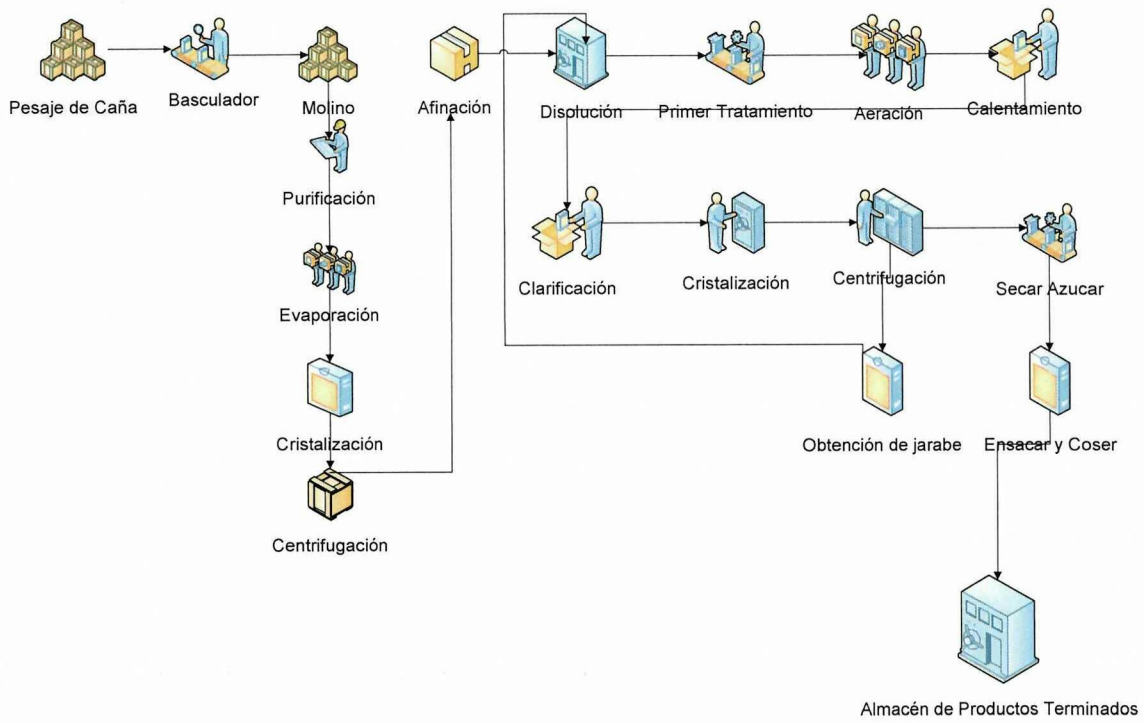 Pesaje de Caña
Basculador
Molino
Afinación
Disolución
Primer Tratamiento
Aeración
Calentamiento
Purificación
Evaporación
Cristalización
Centrifugación
Clarificación
Cristalización
Centrifugación
Secar Azucar
Obtención de jarabe
Ensacar y Coser
Almacén de Productos Terminados